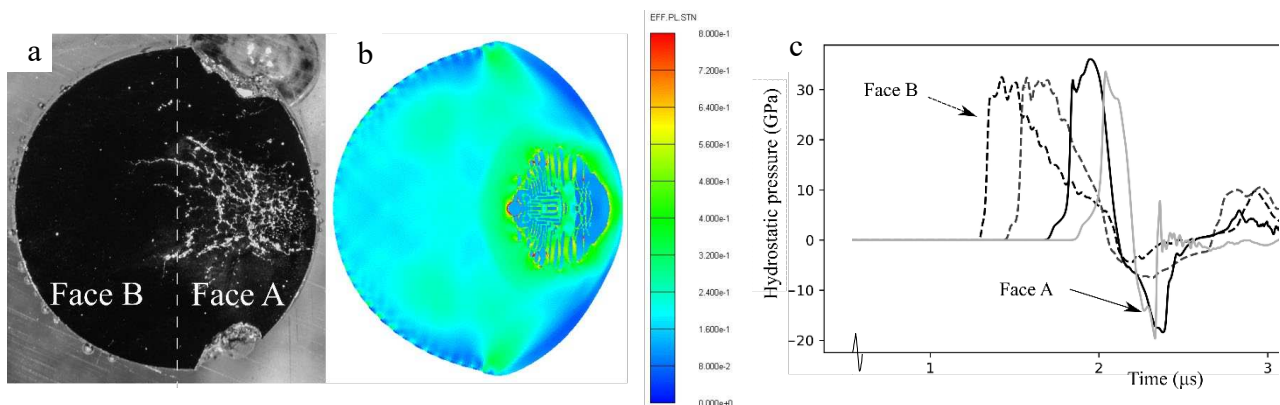 a
Face B
Face A
b
EFF.PL.STN
8.000e-1
7.200e-1
6.400e-1
5.600e-1
4.800e-1
4.000e-1
3.200e-1
2.400e-1
1.600e-1
8.000e-2
0.000e+0
c
Hydrostatic pressure (GPa)
30
20
10
0
−10
−20
Face B
Face A
1
2
3
Time (μs)